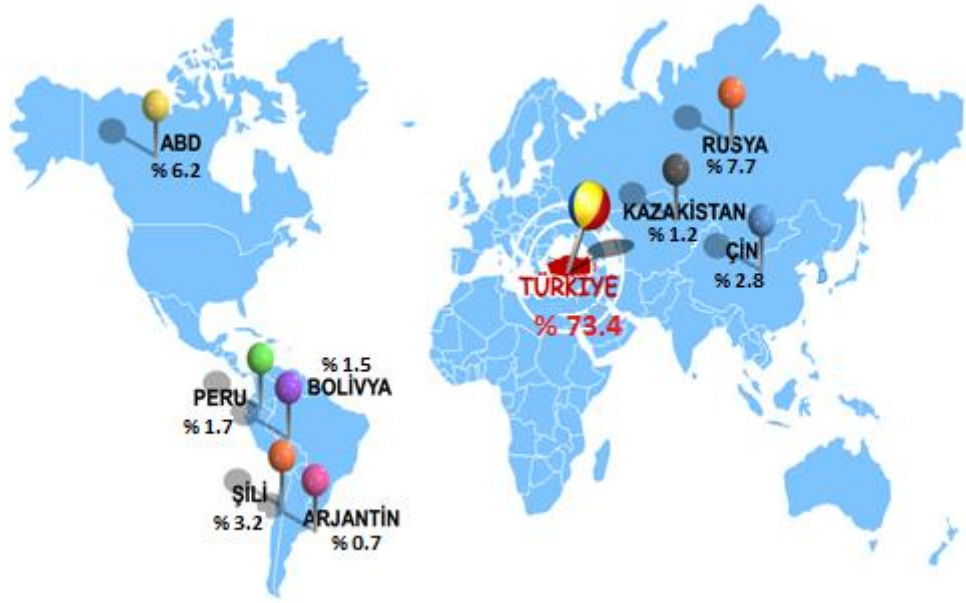 ABD
% 6.2
RUSYA
% 7.7
KAZAKİSTAN
% 1.2
ÇİN
% 2.8
TÜRKİYE
% 73.4
% 1.5
BOLİVYA
PERU
% 1.7
ŞİLİ
% 3.2
ARJANTİN
% 0.7